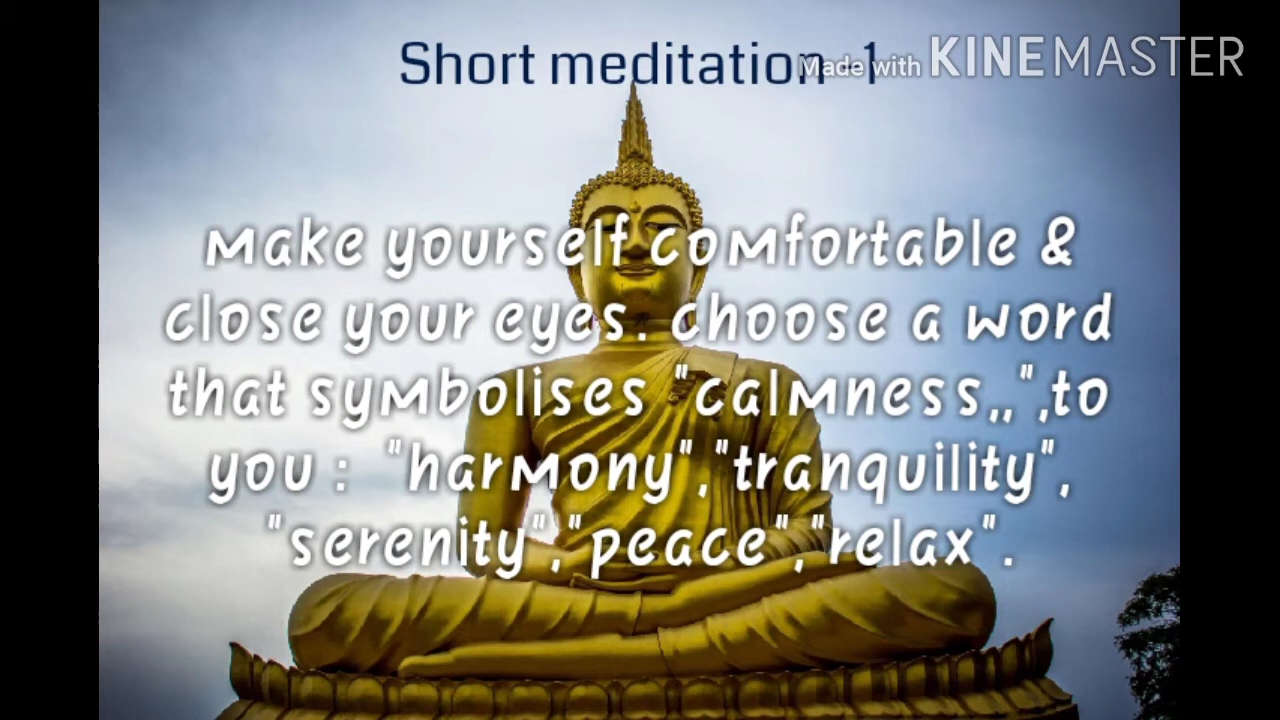 Short meditation -1
Made with KINEMASTER
Make yourself comfortable &
close your eyes. choose a word
that symbolises "calmness,,",to
you : "harmony","tranquility",
"serenity","peace","relax".